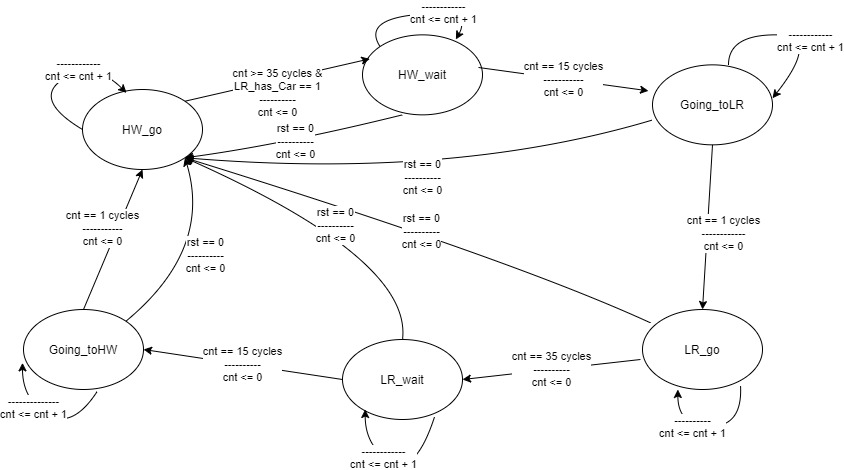 ------------
cnt <= cnt + 1
------------
cnt <= cnt + 1
HW_go
cnt >= 35 cycles &
LR_has_Car == 1
----------
cnt <= 0
HW_wait
cnt == 15 cycles
-----------
cnt <= 0
------------
cnt <= cnt + 1
Going_toLR
rst == 0
----------
cnt <= 0
rst == 0
----------
cnt <= 0
cnt == 1 cycles
-----------
cnt <= 0
rst == 0
----------
cnt <= 0
rst == 0
----------
cnt <= 0
rst == 0
----------
cnt <= 0
cnt == 1 cycles
------------
cnt <= 0
Going_toHW
cnt == 15 cycles
-----------
cnt <= 0
LR_wait
cnt == 35 cycles
----------
cnt <= 0
LR_go
--------------
cnt <= cnt + 1
------------
cnt <= cnt + 1
----------
cnt <= cnt + 1